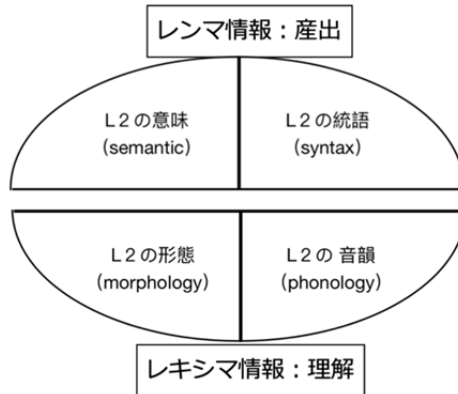 レンマ情報：産出
L2の意味
(semantic)
L2の統語
(syntax)
L2の形態
(morphology)
L2の 音韻
(phonology)
レキシマ情報：理解